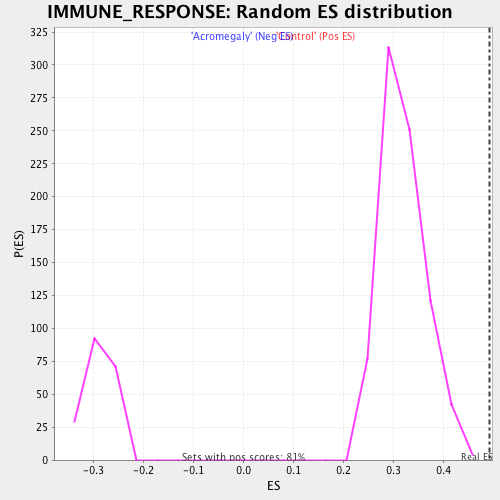 IMMUNE_RESPONSE: Random ES distribution
'Acromegaly' (Neg ES) 'Control' (Pos ES)
325
300
275
250
225
200
175
150
125
100
75
50
25
0
P(ES)
Sets with pos scores: 81%
Real ES
-0.3 -0.2 -0.1 0.0 0.1 0.2 0.3 0.4
ES